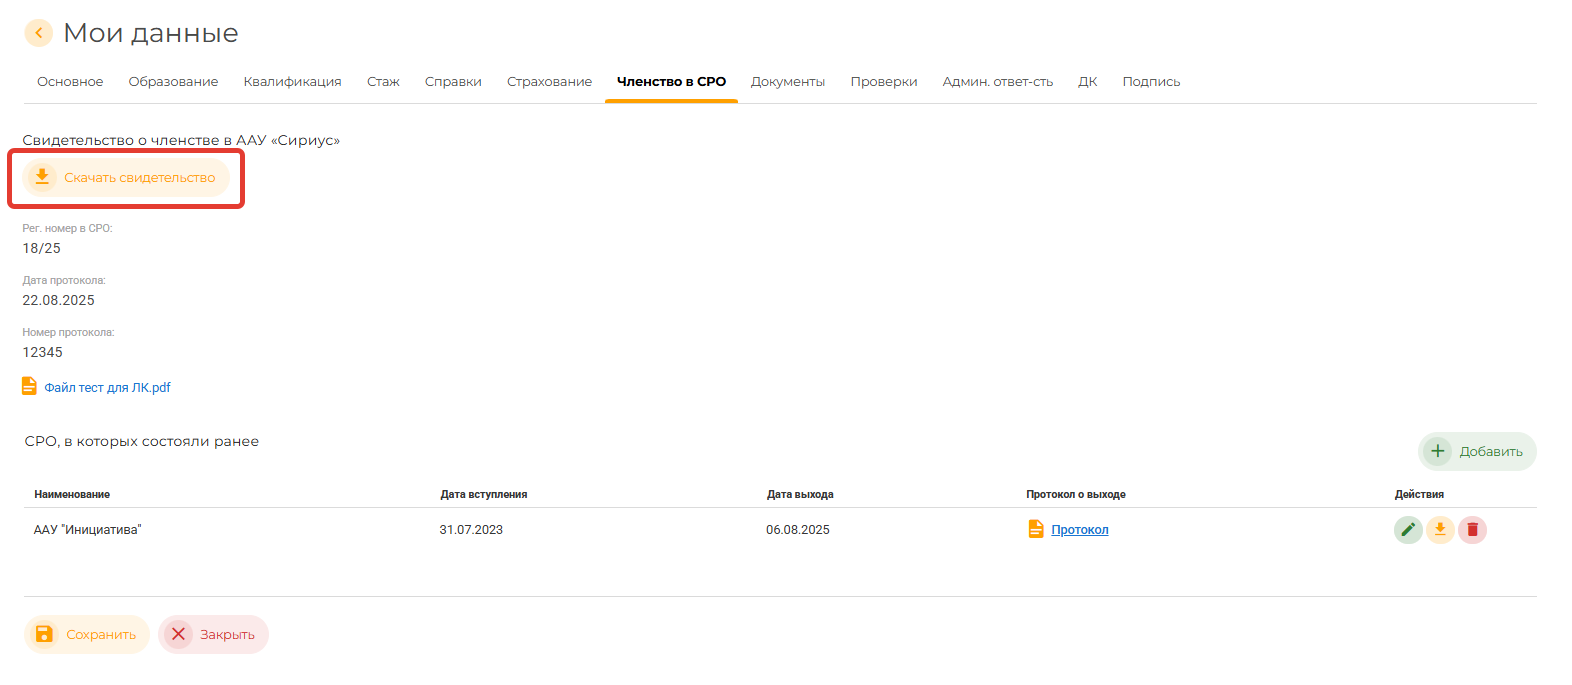 Мои данные
Основное Образование Квалификация Стаж Справки Страхование Членство в СРО Документы Проверки Админ. ответ-сть ДК Подпись
Свидетельство о членстве в ААУ «Сириус»
Скачать свидетельство
Рег. номер в СРО:
18/25
Дата протокола:
22.08.2025
Номер протокола:
12345
Файл тест для ЛК.pdf
СРО, в которых состояли ранее
Добавить
Наименование Дата вступления Дата выхода Протокол о выходе Действия
ААУ "Инициатива" 31.07.2023 06.08.2025 Протокол
Сохранить Закрыть